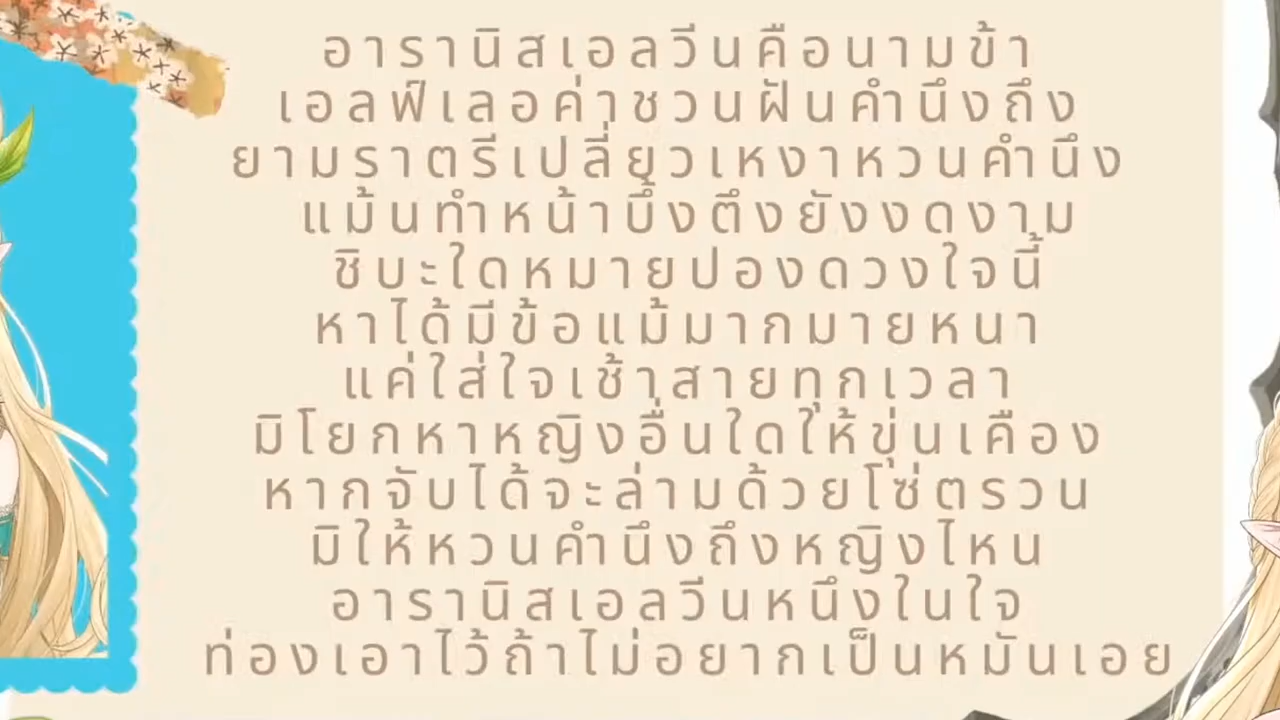 อารานิสเอลวีนคือนามข้า
เอลฟ์เลอค่าชวนฝันคำนึงถึง
ยามราตรีเปลี่ยวเหงาหวนคำนึง
แม้นทำหน้าบึ้งตึงยังงดงาม
ชิบะใดหมายปองดวงใจนี้
หาได้มีข้อแม้มากมายหนา
แค่ใส่ใจเช้าสายทุกเวลา
มิโยกหาหญิงอื่นใดให้ขุ่นเคือง
หากจับได้จะล่ามด้วยโซ่ตรวน
มิให้หวนคำนึงถึงหญิงไหน
อารานิสเอลวีนหนึ่งในใจ
ท่องเอาไว้ถ้าไม่อยากเป็นหมันเอย